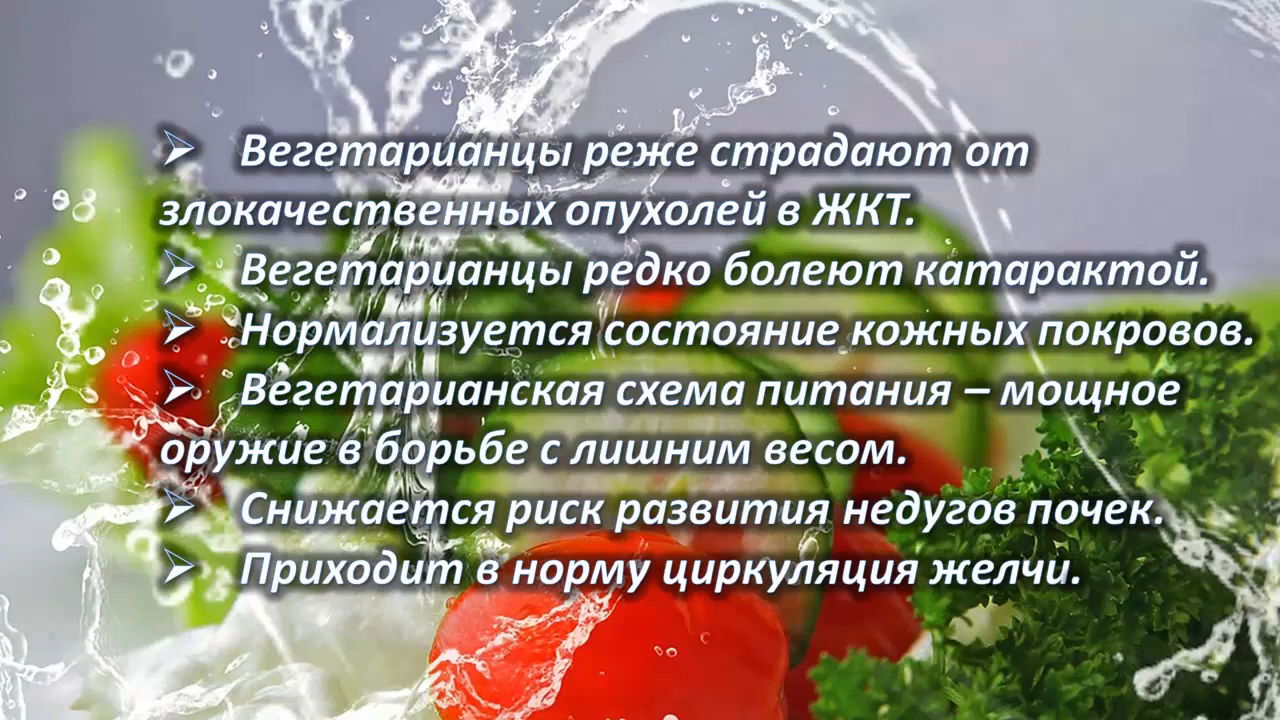 ➢ Вегетарианцы реже страдают от
злокачественных опухолей в ЖКТ.
➢ Вегетарианцы редко болеют катарактой.
➢ Нормализуется состояние кожных покровов.
➢ Вегетарианская схема питания – мощное
оружие в борьбе с лишним весом.
➢ Снижается риск развития недугов почек.
➢ Приходит в норму циркуляция желчи.